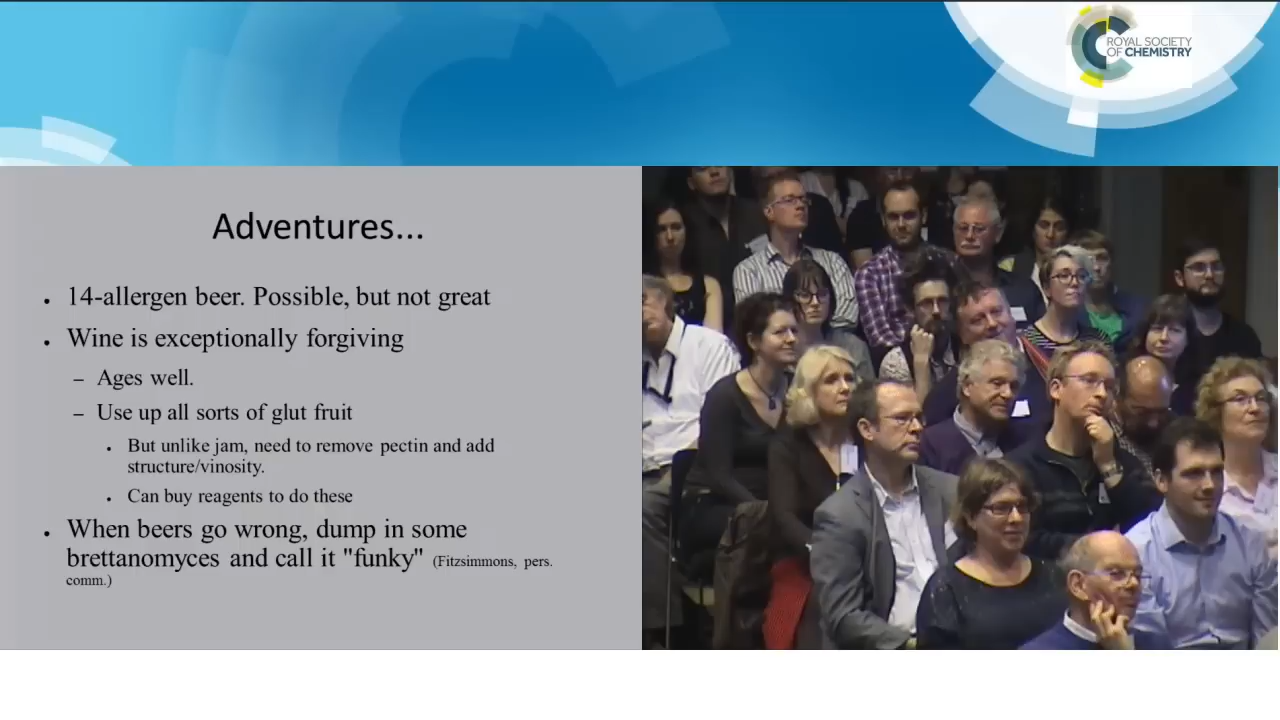 ROYAL SOCIETY
OF CHEMISTRY
Adventures...
• 14-allergen beer. Possible, but not great
• Wine is exceptionally forgiving
– Ages well.
– Use up all sorts of glut fruit
• But unlike jam, need to remove pectin and add
structure/vinosity.
• Can buy reagents to do these
• When beers go wrong, dump in some
brettanomyces and call it "funky" (Fitzsimmons, pers.
comm.)